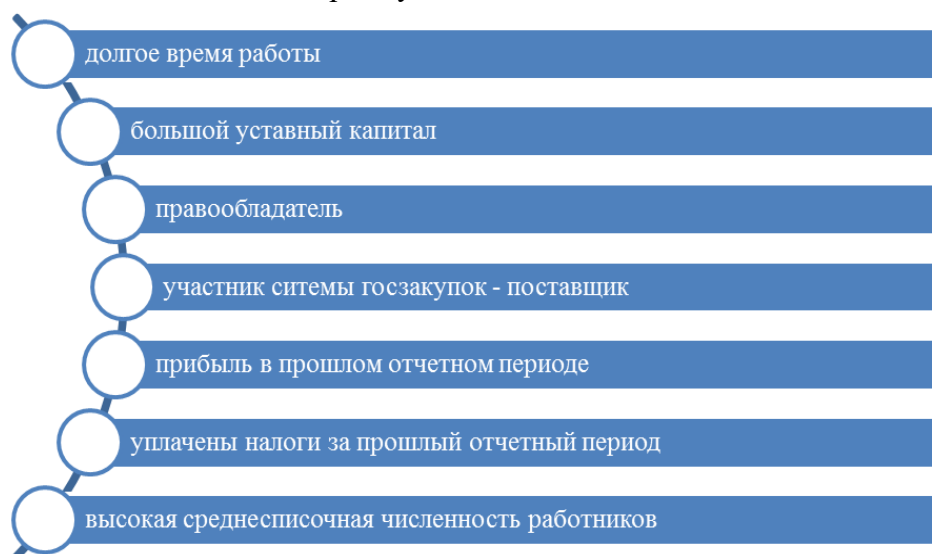 долгое время работы
большой уставный капитал
правообладатель
участник ситемы госзакупок - поставщик
прибыль в прошлом отчетном периоде
уплачены налоги за прошлый отчетный период
высокая среднесписочная численность работников